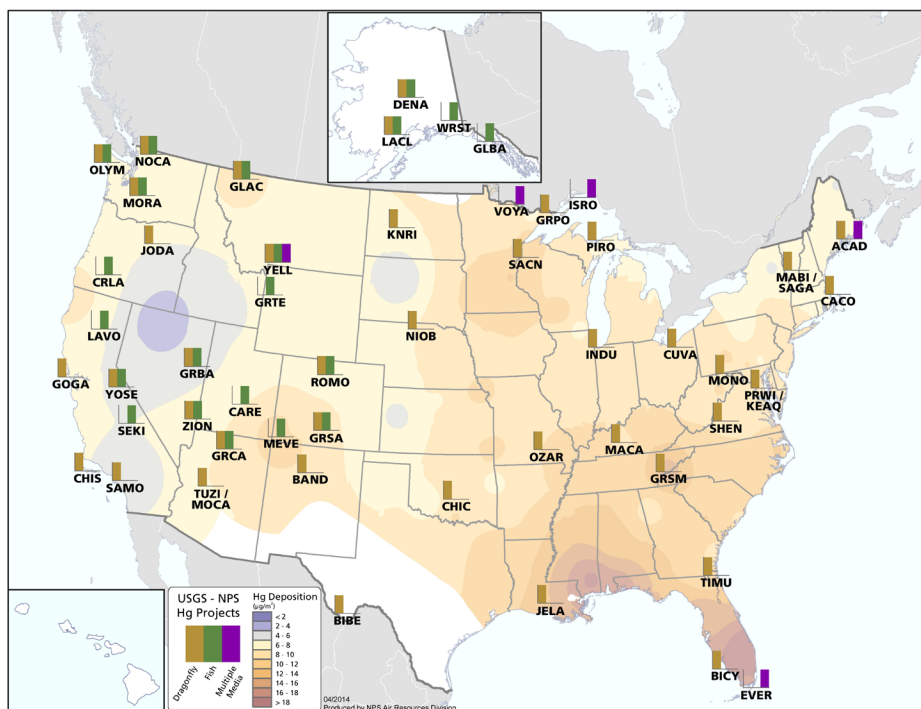 DENA
WRST
LACL
GLBA
NOCA
OLYM
GLAC
MORA
VOYA
ISRO
GRPO
KNRI
JODA
PIRO
ACAD
YELL
SACN
MABI /
SAGA
CRLA
GRTE
CACO
LAVO
NIOB
INDU
CUVA
GOGA
GRBA
ROMO
MONO
YOSE
PRWI /
KEAQ
CARE
SEKI
ZION
MEVE
GRSA
SHEN
GRCA
OZAR
MACA
CHIS
SAMO
BAND
GRSM
TUZI /
MOCA
CHIC
TIMU
JELA
BIBE
BICY
EVER
USGS - NPS
Hg Projects
Dragonfly
Fish
Multiple
Media
Hg Deposition
(µg/m²)
< 2
2 - 4
4 - 6
6 - 8
8 - 10
10 - 12
12 - 14
14 - 16
16 - 18
> 18
04/2014
Produced by NPS Air Resources Division